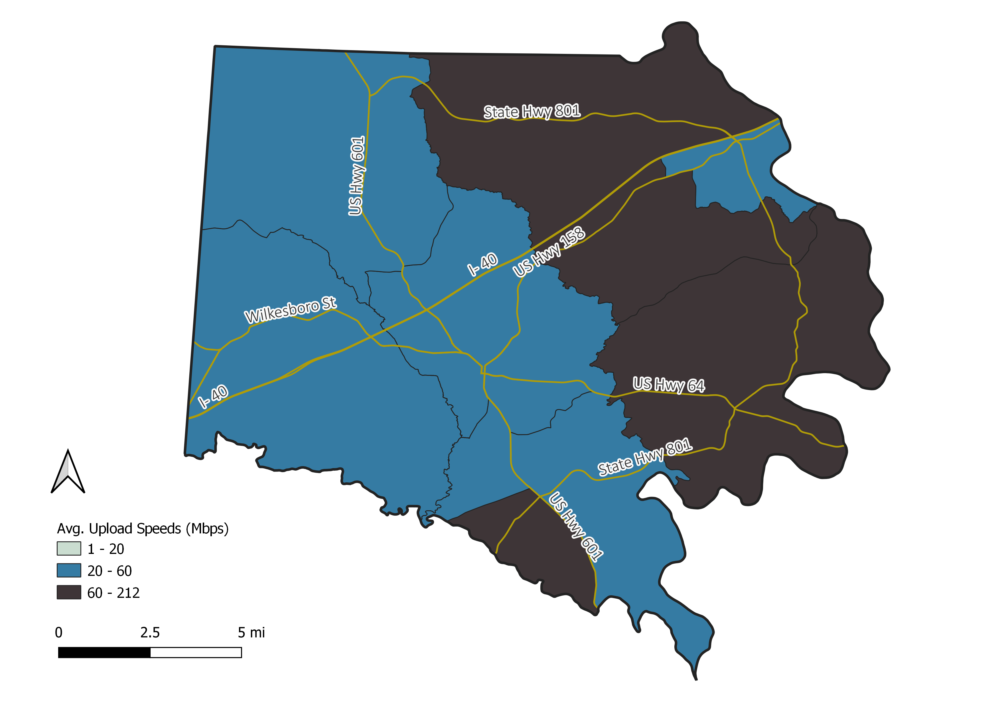 State Hwy 801
US Hwy 601
US Hwy 158
I- 40
Wilkesboro St
US Hwy 64
I- 40
State Hwy 801
US Hwy 601
Avg. Upload Speeds (Mbps)
1 - 20
20 - 60
60 - 212
0 2.5 5 mi